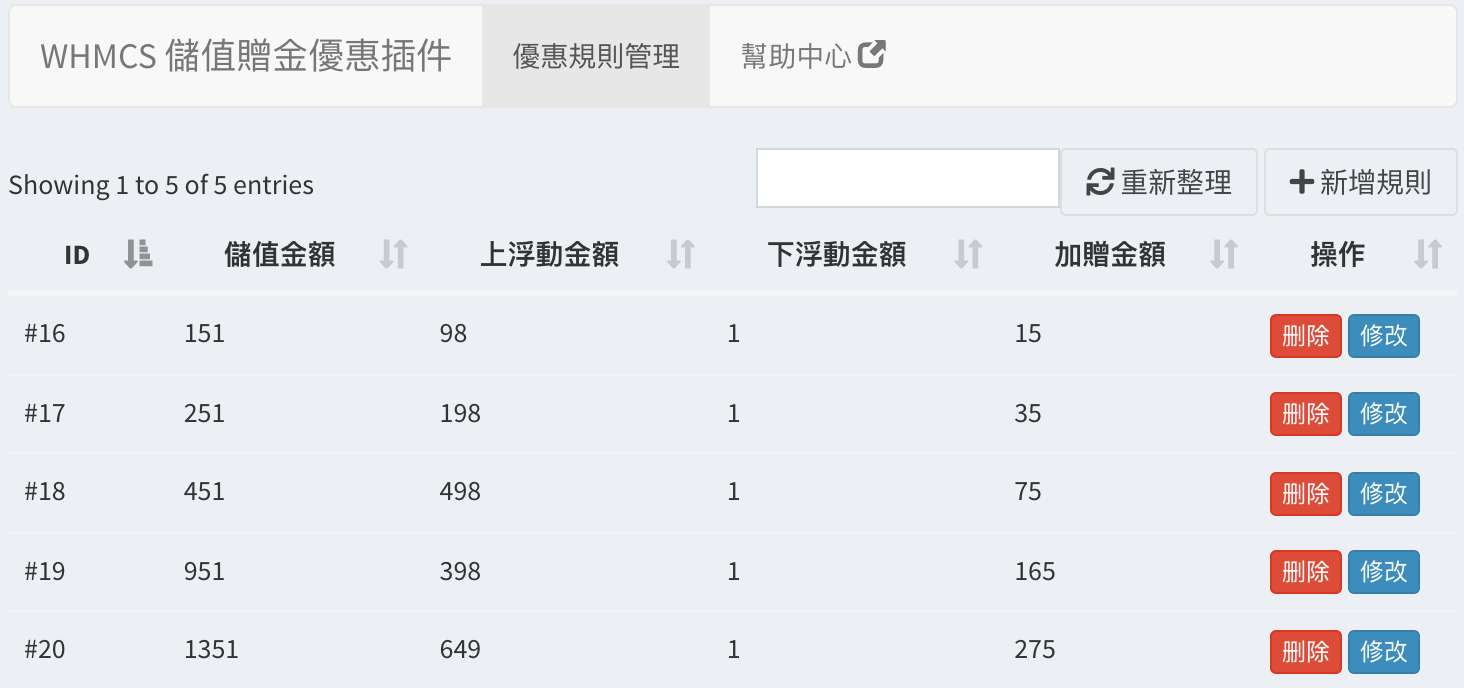 WHMCS 儲值贈金優惠插件 優惠規則管理 幫助中心
Showing 1 to 5 of 5 entries 重新整理 新增規則
ID 儲值金額 上浮動金額 下浮動金額 加贈金額 操作
#16 151 98 1 15 刪除 修改
#17 251 198 1 35 刪除 修改
#18 451 498 1 75 刪除 修改
#19 951 398 1 165 刪除 修改
#20 1351 649 1 275 刪除 修改